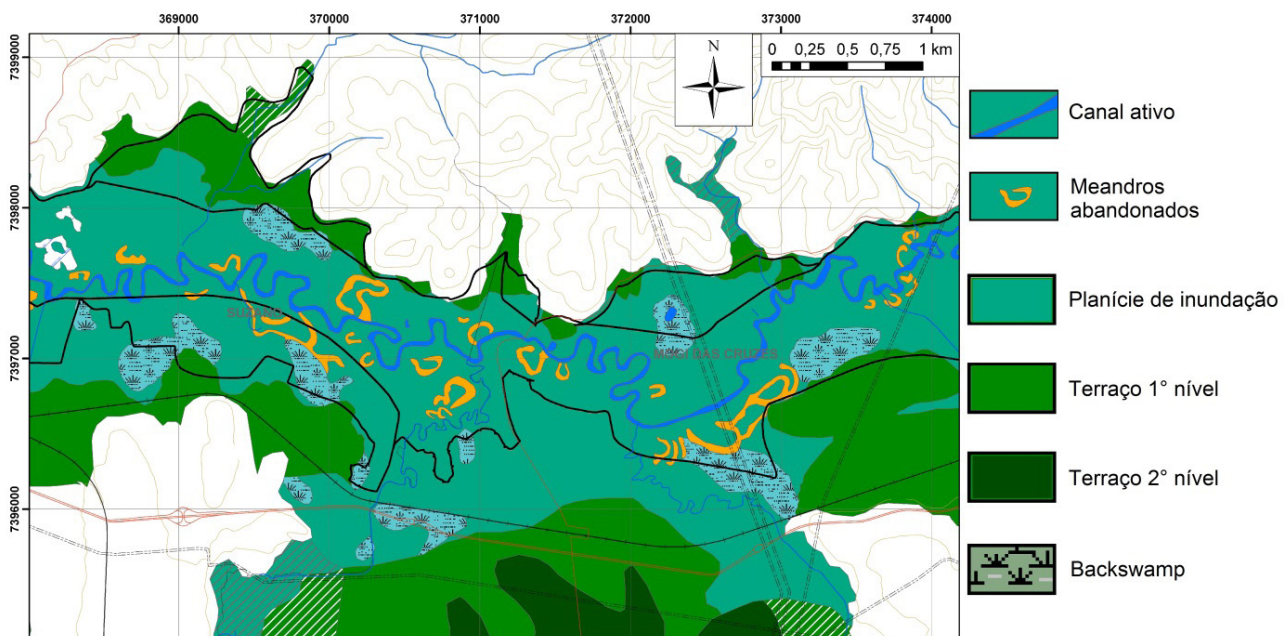 369000 370000 371000 372000 373000 374000
7399000
7398000
7397000
7396000
N
0 0,25 0,5 0,75 1 km
SUZANO
MOGI DAS CRUZES
Canal ativo
Meandros
abandonados
Planície de inundação
Terraço 1° nível
Terraço 2° nível
Backswamp